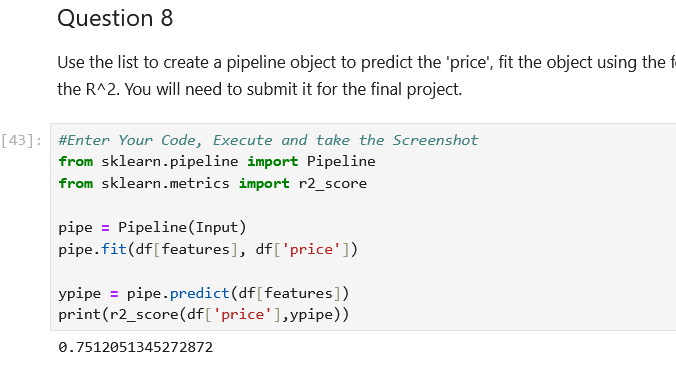 Question 8
Use the list to create a pipeline object to predict the 'price', fit the object using the
the R^2. You will need to submit it for the final project.
[43]: #Enter Your Code, Execute and take the Screenshot
from sklearn.pipeline import Pipeline
from sklearn.metrics import r2_score
pipe = Pipeline(Input)
pipe.fit(df[features], df['price'])
ypipe = pipe.predict(df[features])
print(r2_score(df['price'],ypipe))
0.7512051345272872